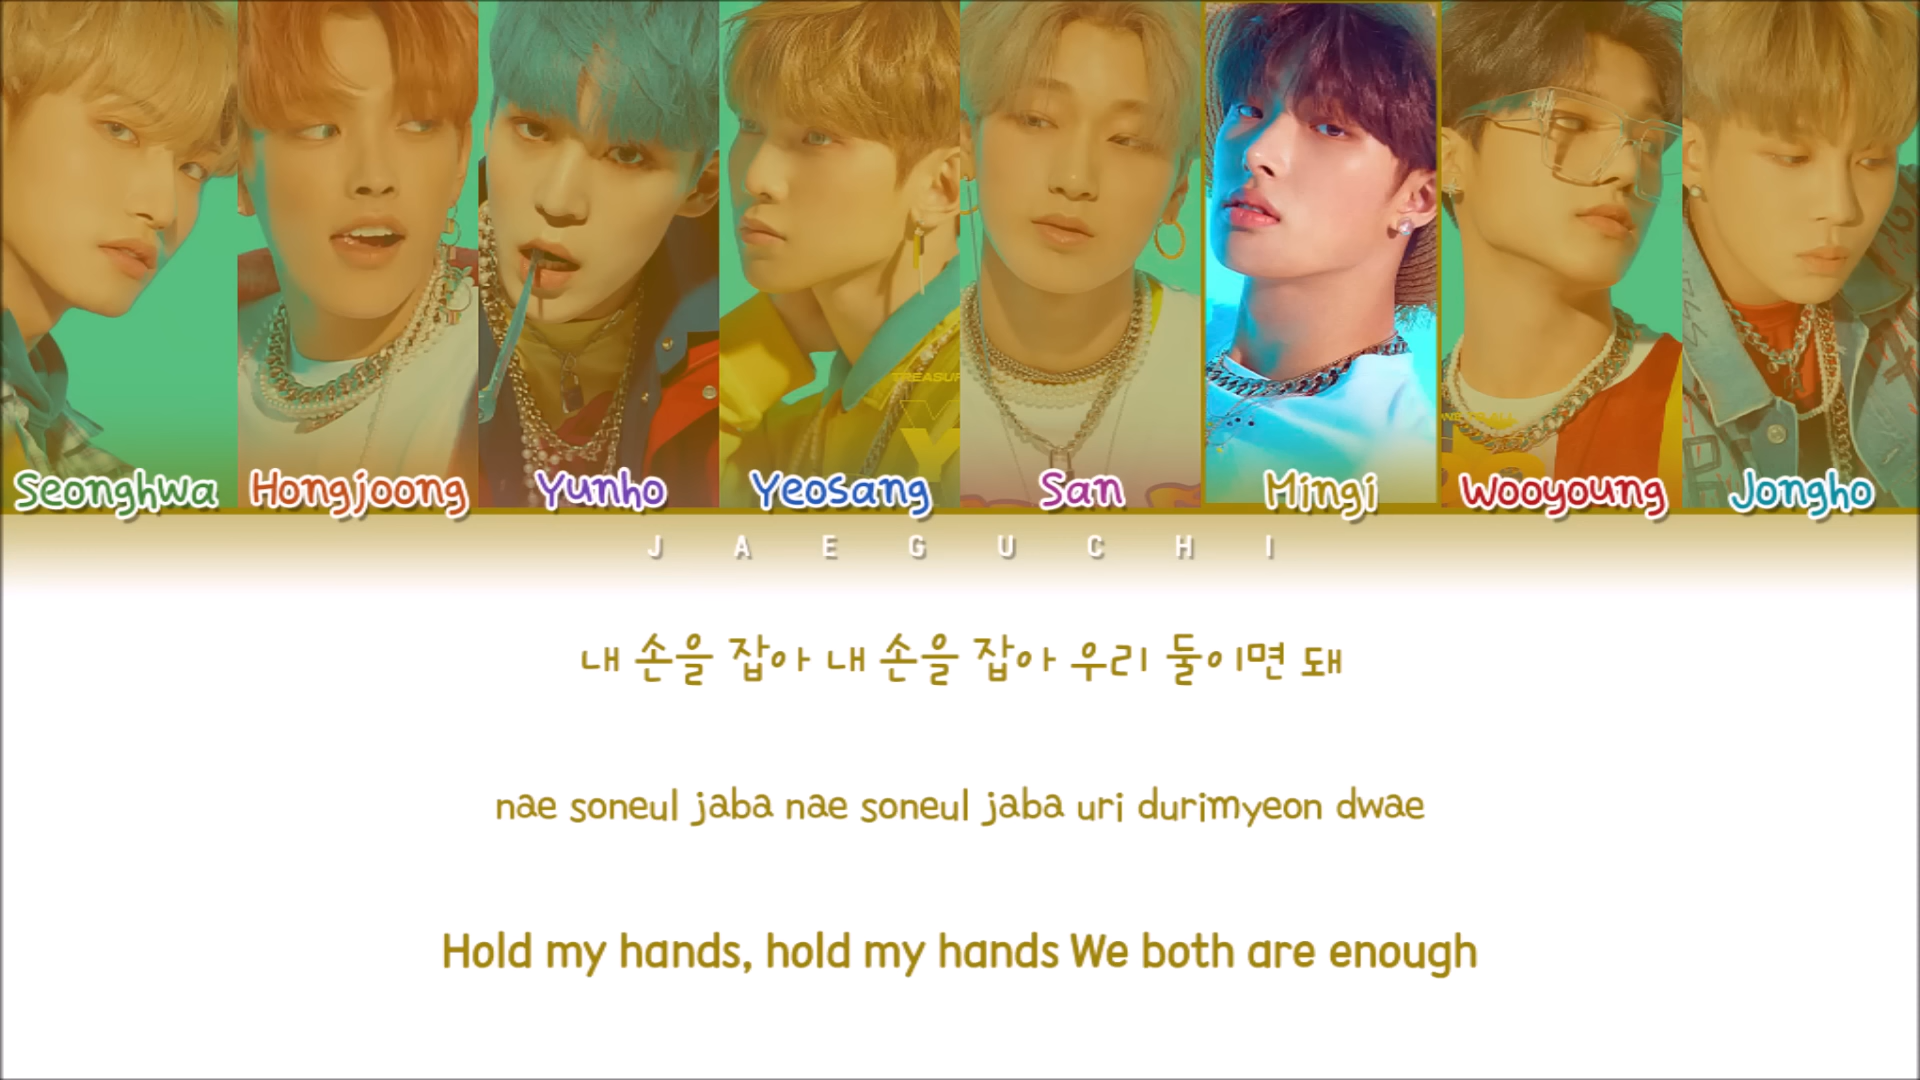 TREASURE
Seonghwa Hongjoong Yunho Yeosang San Mingi Wooyoung Jongho
JAEGUCHI
내 손을 잡아 내 손을 잡아 우리 둘이면 돼
nae soneul jaba nae soneul jaba uri durimyeon dwae
Hold my hands, hold my hands We both are enough